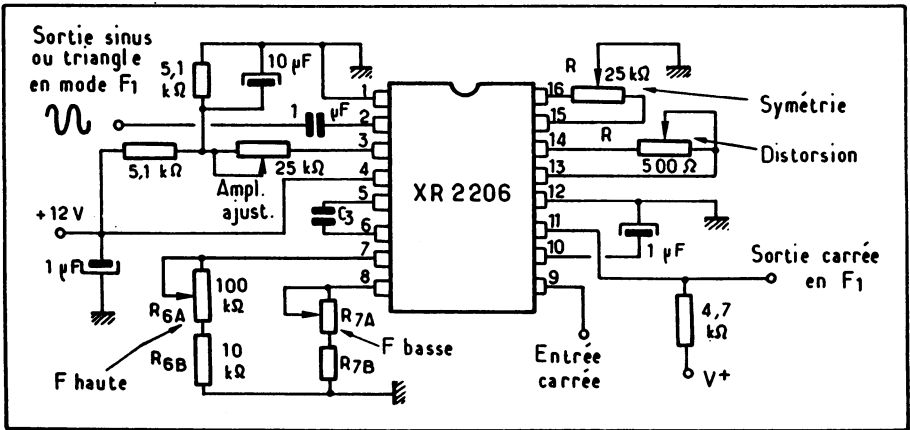 Sortie sinus
ou triangle
en mode F1
5,1
kΩ
10 µF
1 µF
5,1 kΩ
25 kΩ
Ampl.
ajust.
+12 V
1 µF
C3
1
2
3
4
5
6
7
8
XR 2206
16
15
14
13
12
11
10
9
R
25 kΩ
Symétrie
R
500 Ω
Distorsion
1 µF
Sortie carrée
en F1
4,7
kΩ
V+
Entrée
carrée
100
kΩ
R6A
R6B
10
kΩ
F haute
R7A
R7B
F basse